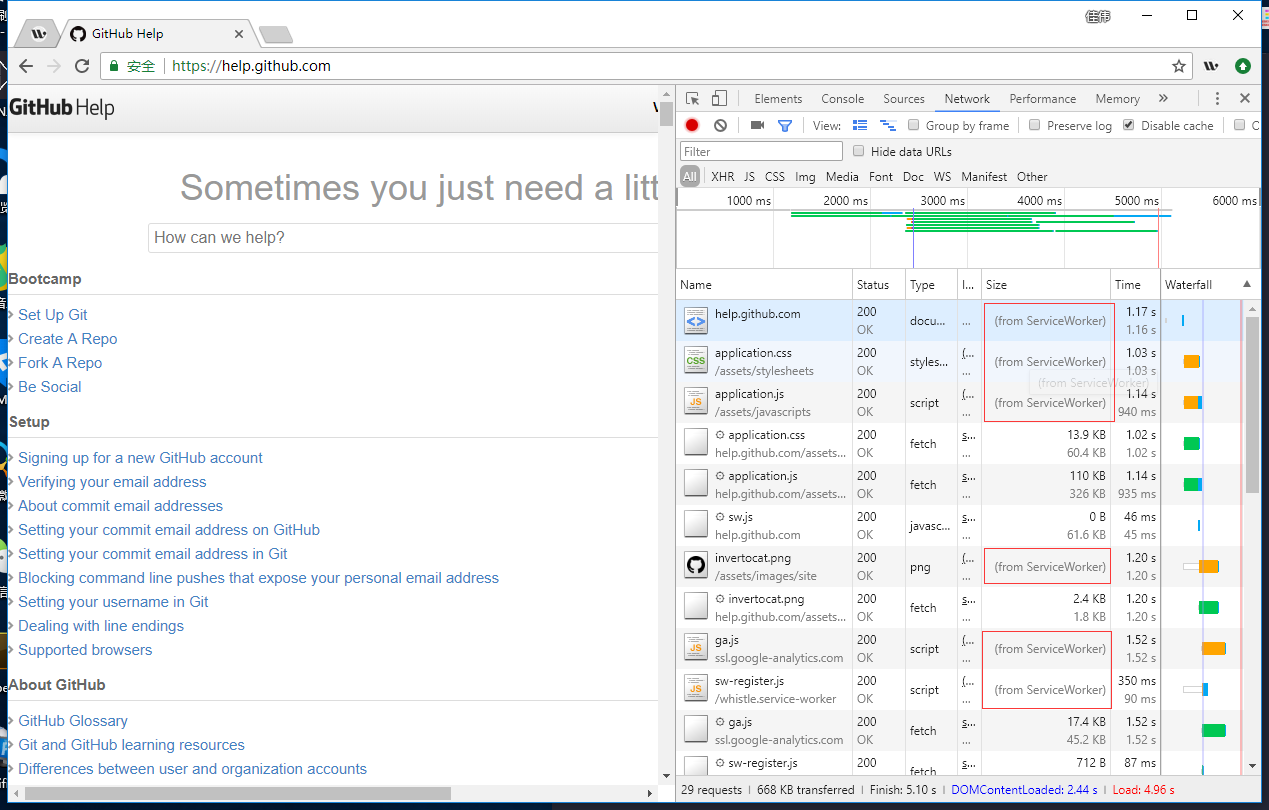 佳伟
GitHub Help
安全
https://help.github.com
GitHub Help
Sometimes you just need a litt
How can we help?
Bootcamp
Set Up Git
Create A Repo
Fork A Repo
Be Social
Setup
Signing up for a new GitHub account
Verifying your email address
About commit email addresses
Setting your commit email address on GitHub
Setting your commit email address in Git
Blocking command line pushes that expose your personal email address
Setting your username in Git
Dealing with line endings
Supported browsers
About GitHub
GitHub Glossary
Git and GitHub learning resources
Differences between user and organization accounts
Elements Console Sources Network Performance Memory »
View: Group by frame Preserve log Disable cache
Filter Hide data URLs
All XHR JS CSS Img Media Font Doc WS Manifest Other
1000 ms 2000 ms 3000 ms 4000 ms 5000 ms 6000 ms
Name Status Type I... Size Time Waterfall
help.github.com 200 OK docu... ... (from ServiceWorker) 1.17 s 1.16 s
application.css /assets/stylesheets 200 OK styles... (... ... (from ServiceWorker) 1.03 s 1.03 s
(from ServiceWorker)
application.js /assets/javascripts 200 OK script (... ... (from ServiceWorker) 1.14 s 940 ms
application.css help.github.com/assets... 200 OK fetch s... ... 13.9 KB 60.4 KB 1.02 s 1.02 s
application.js help.github.com/assets... 200 OK fetch s... ... 110 KB 326 KB 1.14 s 935 ms
sw.js help.github.com 200 OK javasc... s... ... 0 B 61.6 KB 46 ms 45 ms
invertocat.png /assets/images/site 200 OK png (... ... (from ServiceWorker) 1.20 s 1.20 s
invertocat.png help.github.com/assets... 200 OK fetch s... ... 2.4 KB 1.8 KB 1.20 s 1.20 s
ga.js ssl.google-analytics.com 200 OK script (... ... (from ServiceWorker) 1.52 s 1.52 s
sw-register.js /whistle.service-worker 200 OK script (... ... (from ServiceWorker) 350 ms 90 ms
ga.js ssl.google-analytics.com 200 OK fetch s... ... 17.4 KB 45.2 KB 1.52 s 1.52 s
sw-register.js 200 fetch s... 712 B 87 ms
29 requests | 668 KB transferred | Finish: 5.10 s | DOMContentLoaded: 2.44 s | Load: 4.96 s